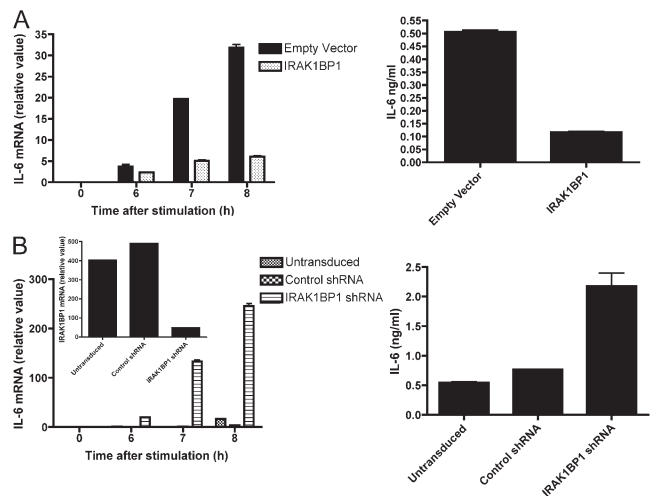 A
IL-6 mRNA (relative value)
35
30
25
20
15
10
5
0
Empty Vector
IRAK1BP1
0 6 7 8
Time after stimulation (h)
IL-6 ng/ml
0.55
0.50
0.45
0.40
0.35
0.30
0.25
0.20
0.15
0.10
0.05
0.00
Empty Vector
IRAK1BP1
B
IL-6 mRNA (relative value)
300
200
100
0
IRAK1BP1 mRNA (relative value)
500
400
300
200
100
0
Untransduced
Control shRNA
IRAK1BP1 shRNA
Untransduced
Control shRNA
IRAK1BP1 shRNA
0 6 7 8
Time after stimulation (h)
IL-6 (ng/ml)
2.5
2.0
1.5
1.0
0.5
0.0
Untransduced
Control shRNA
IRAK1BP1 shRNA